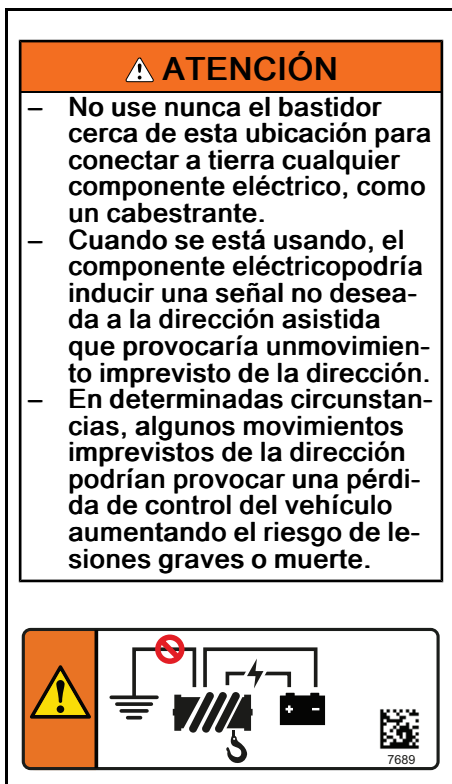 ATENCIÓN
– No use nunca el bastidor
cerca de esta ubicación para
conectar a tierra cualquier
componente eléctrico, como
un cabestrante.
– Cuando se está usando, el
componente eléctricopodría
inducir una señal no desea-
da a la dirección asistida
que provocaría unmovimien-
to imprevisto de la dirección.
– En determinadas circunstan-
cias, algunos movimientos
imprevistos de la dirección
podrían provocar una pérdi-
da de control del vehículo
aumentando el riesgo de le-
siones graves o muerte.
+ -
7689